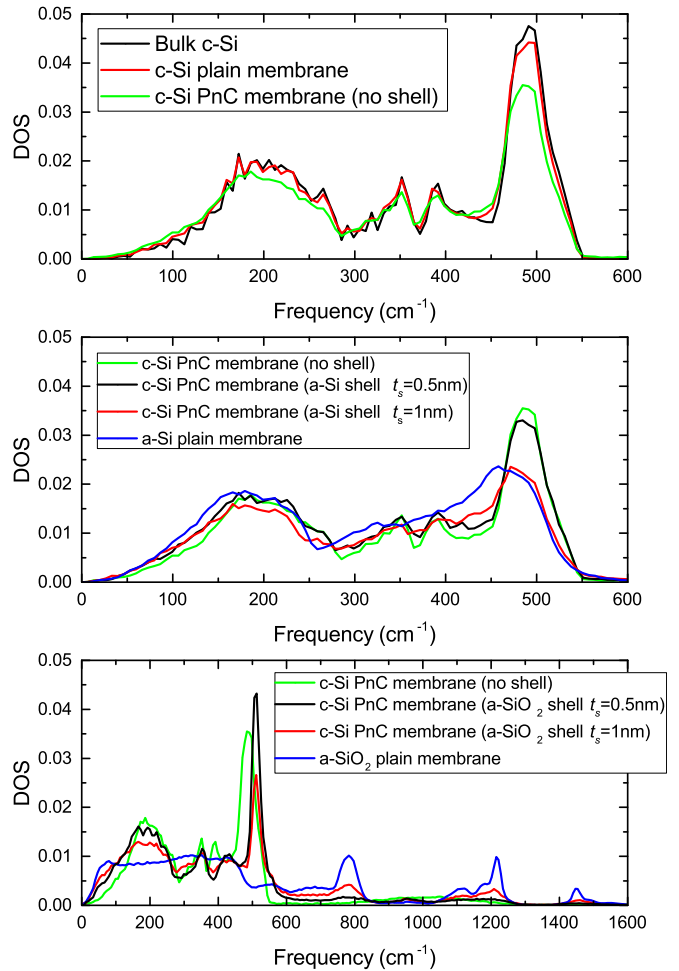 0.05
0.04
0.03
0.02
0.01
0.00
DOS
Bulk c-Si
c-Si plain membrane
c-Si PnC membrane (no shell)
0 100 200 300 400 500 600
Frequency (cm⁻¹)
0.05
0.04
0.03
0.02
0.01
0.00
DOS
c-Si PnC membrane (no shell)
c-Si PnC membrane (a-Si shell tₛ=0.5nm)
c-Si PnC membrane (a-Si shell tₛ=1nm)
a-Si plain membrane
0 100 200 300 400 500 600
Frequency (cm⁻¹)
0.05
0.04
0.03
0.02
0.01
0.00
DOS
c-Si PnC membrane (no shell)
c-Si PnC membrane (a-SiO₂ shell tₛ=0.5nm)
c-Si PnC membrane (a-SiO₂ shell tₛ=1nm)
a-SiO₂ plain membrane
0 200 400 600 800 1000 1200 1400 1600
Frequency (cm⁻¹)